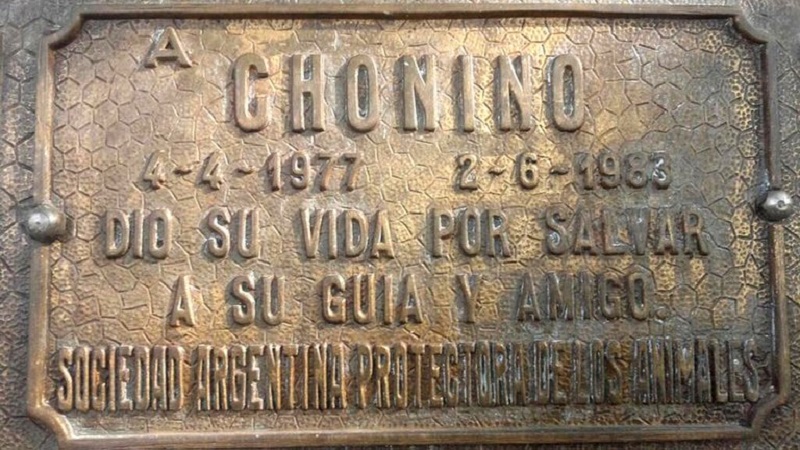 A
CHONINO
4-4-1977 2-6-1983
DIO SU VIDA POR SALVAR
A SU GUIA Y AMIGO.
SOCIEDAD ARGENTINA PROTECTORA DE LOS ANIMALES